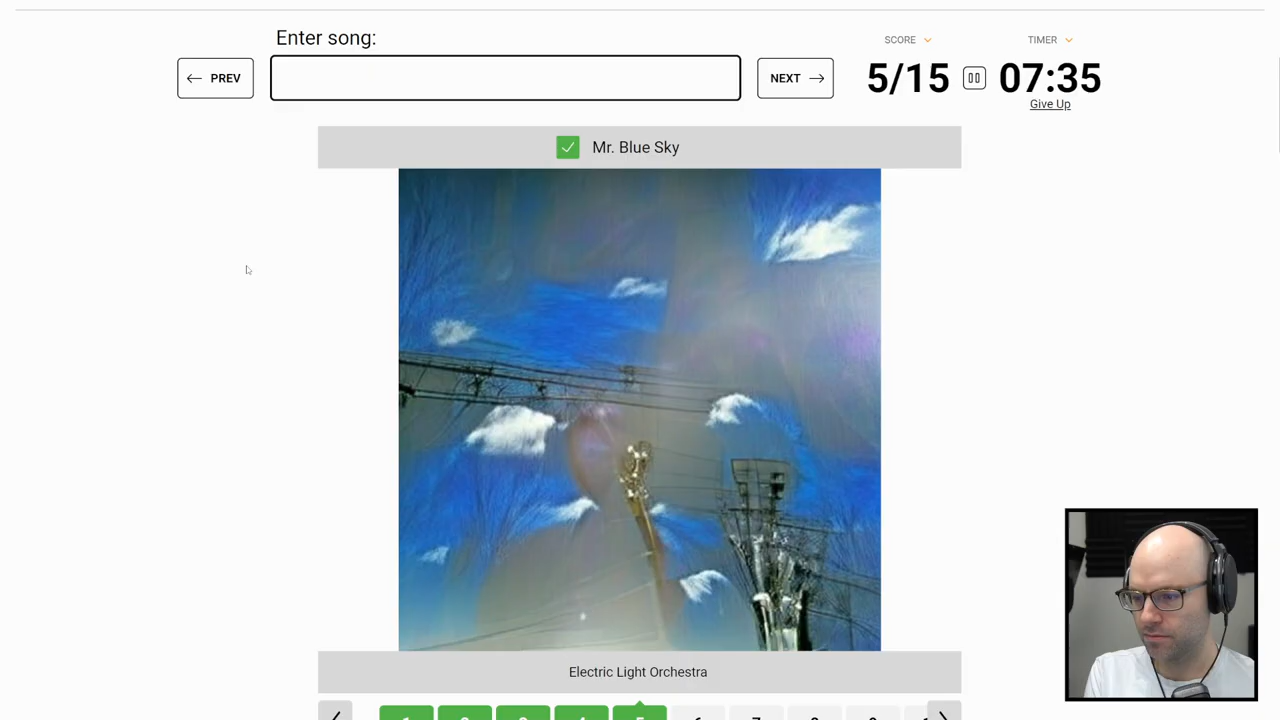 Enter song:
← PREV
NEXT →
SCORE
5/15
TIMER
07:35
Give Up
Mr. Blue Sky
Electric Light Orchestra